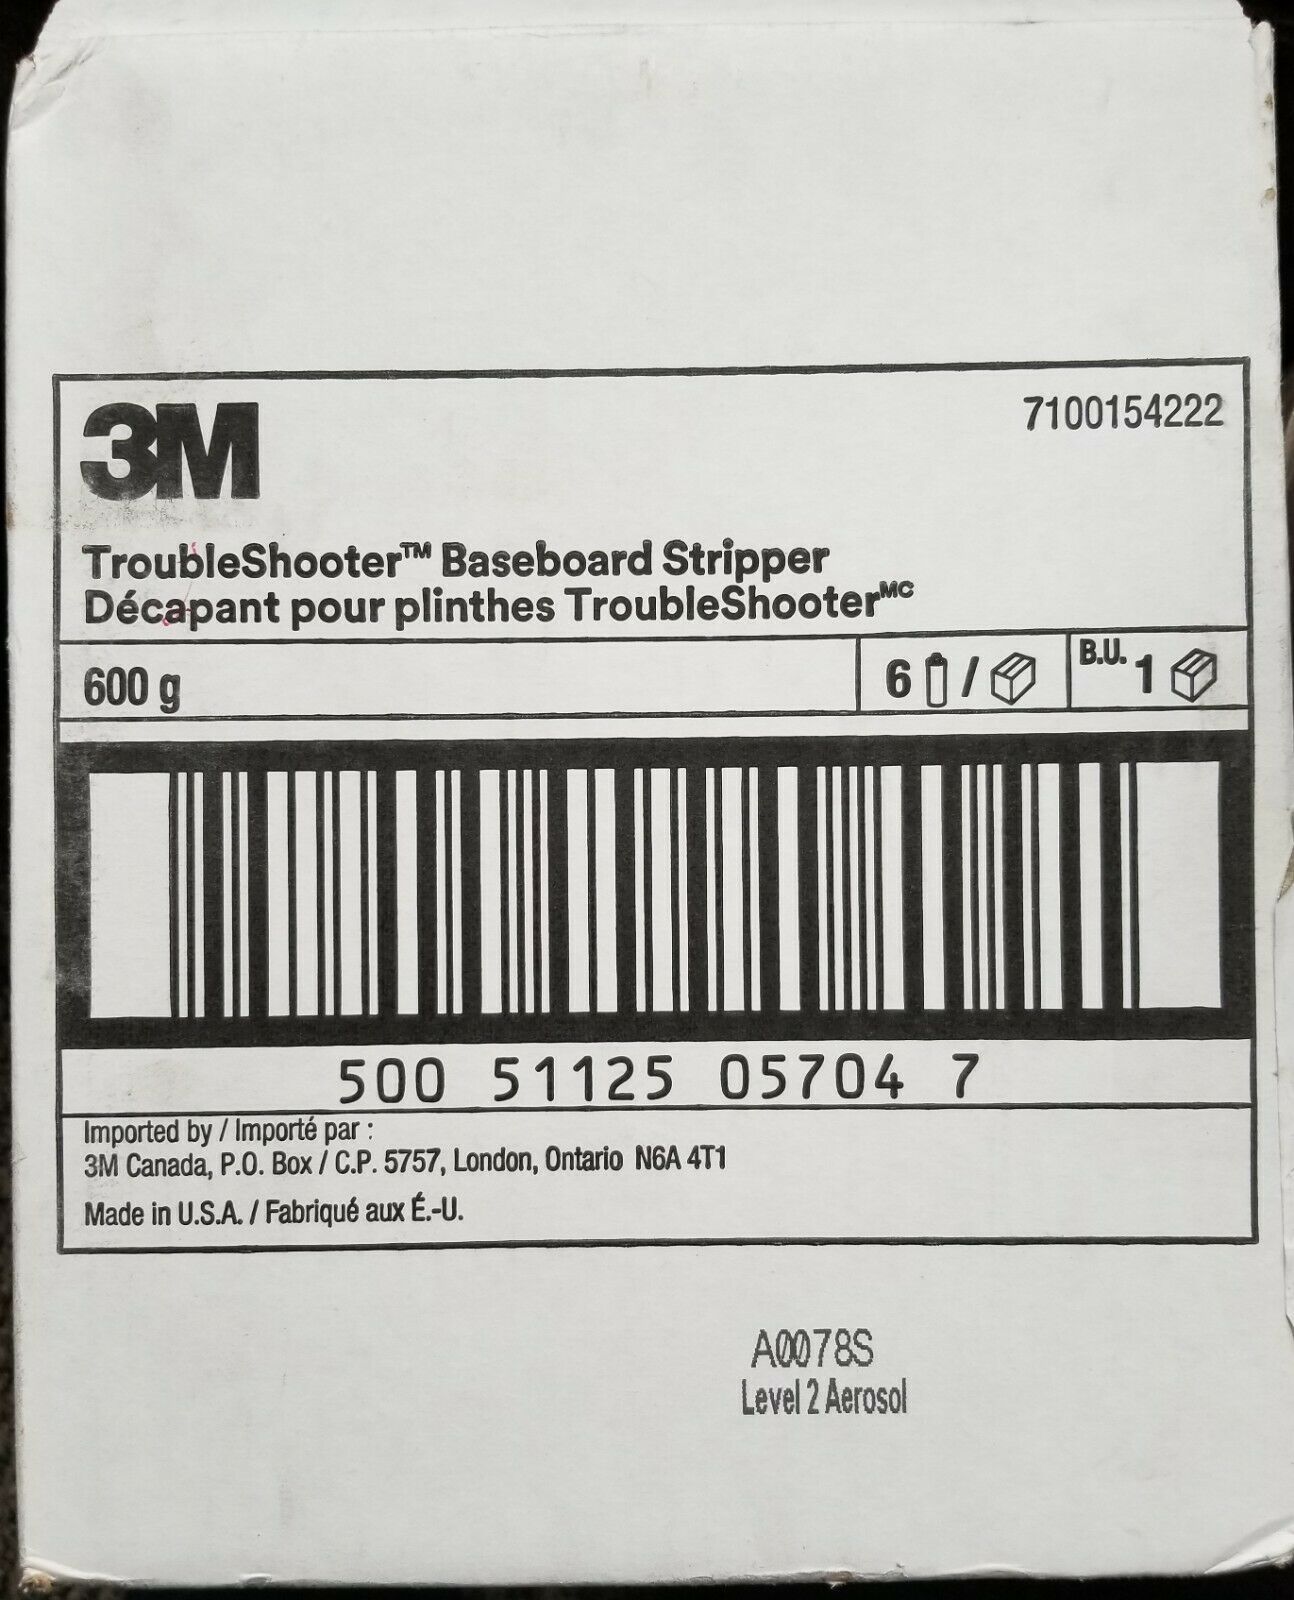 3M
7100154222
TroubleShooter™ Baseboard Stripper
Décapant pour plinthes TroubleShooterMC
600 g
6 /
B.U. 1
500 51125 05704 7
Imported by / Importé par :
3M Canada, P.O. Box / C.P. 5757, London, Ontario N6A 4T1
Made in U.S.A. / Fabriqué aux É.-U.
A0078S
Level 2 Aerosol